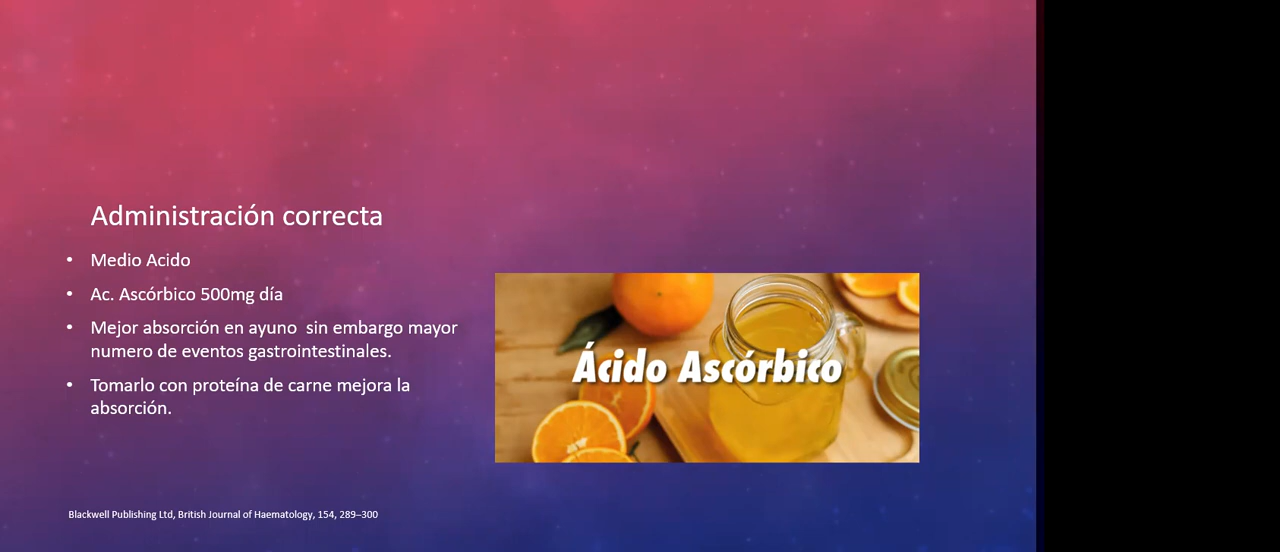 Administración correcta
• Medio Acido
• Ac. Ascórbico 500mg día
• Mejor absorción en ayuno  sin embargo mayor
numero de eventos gastrointestinales.
• Tomarlo con proteína de carne mejora la
absorción.
Ácido Ascórbico
Blackwell Publishing Ltd, British Journal of Haematology, 154, 289–300